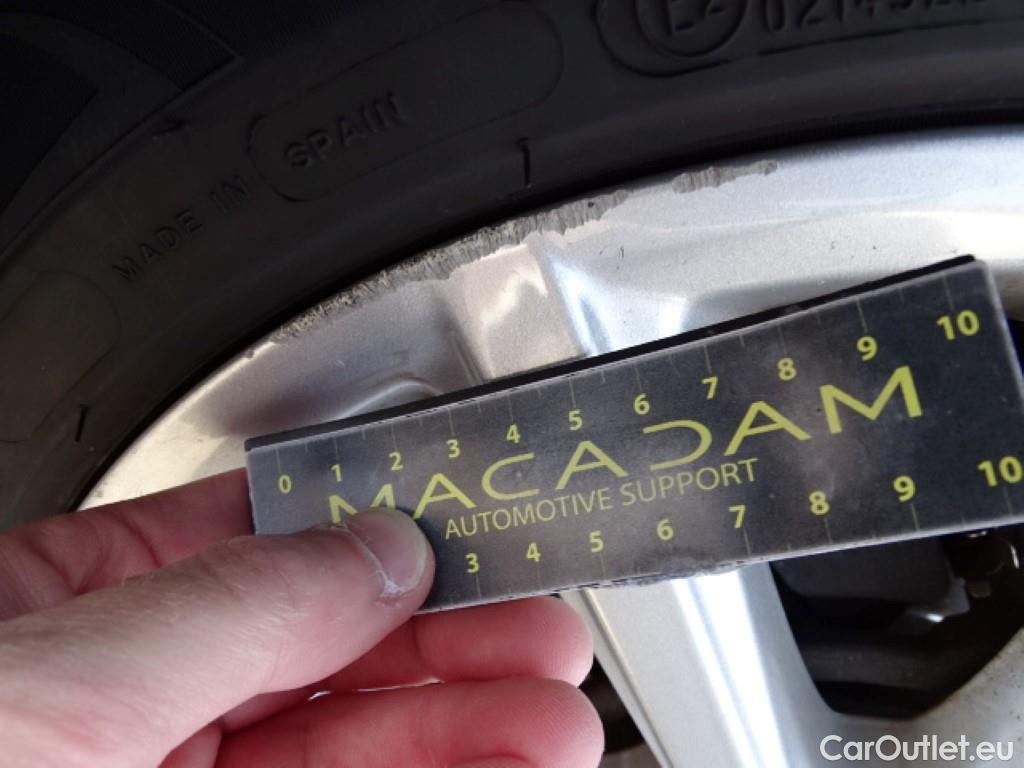 MADE IN SPAIN
0 1 2 3 4 5 6 7 8 9 10
MACADAM
AUTOMOTIVE SUPPORT
3 4 5 6 7 8 9 10
CarOutlet.eu